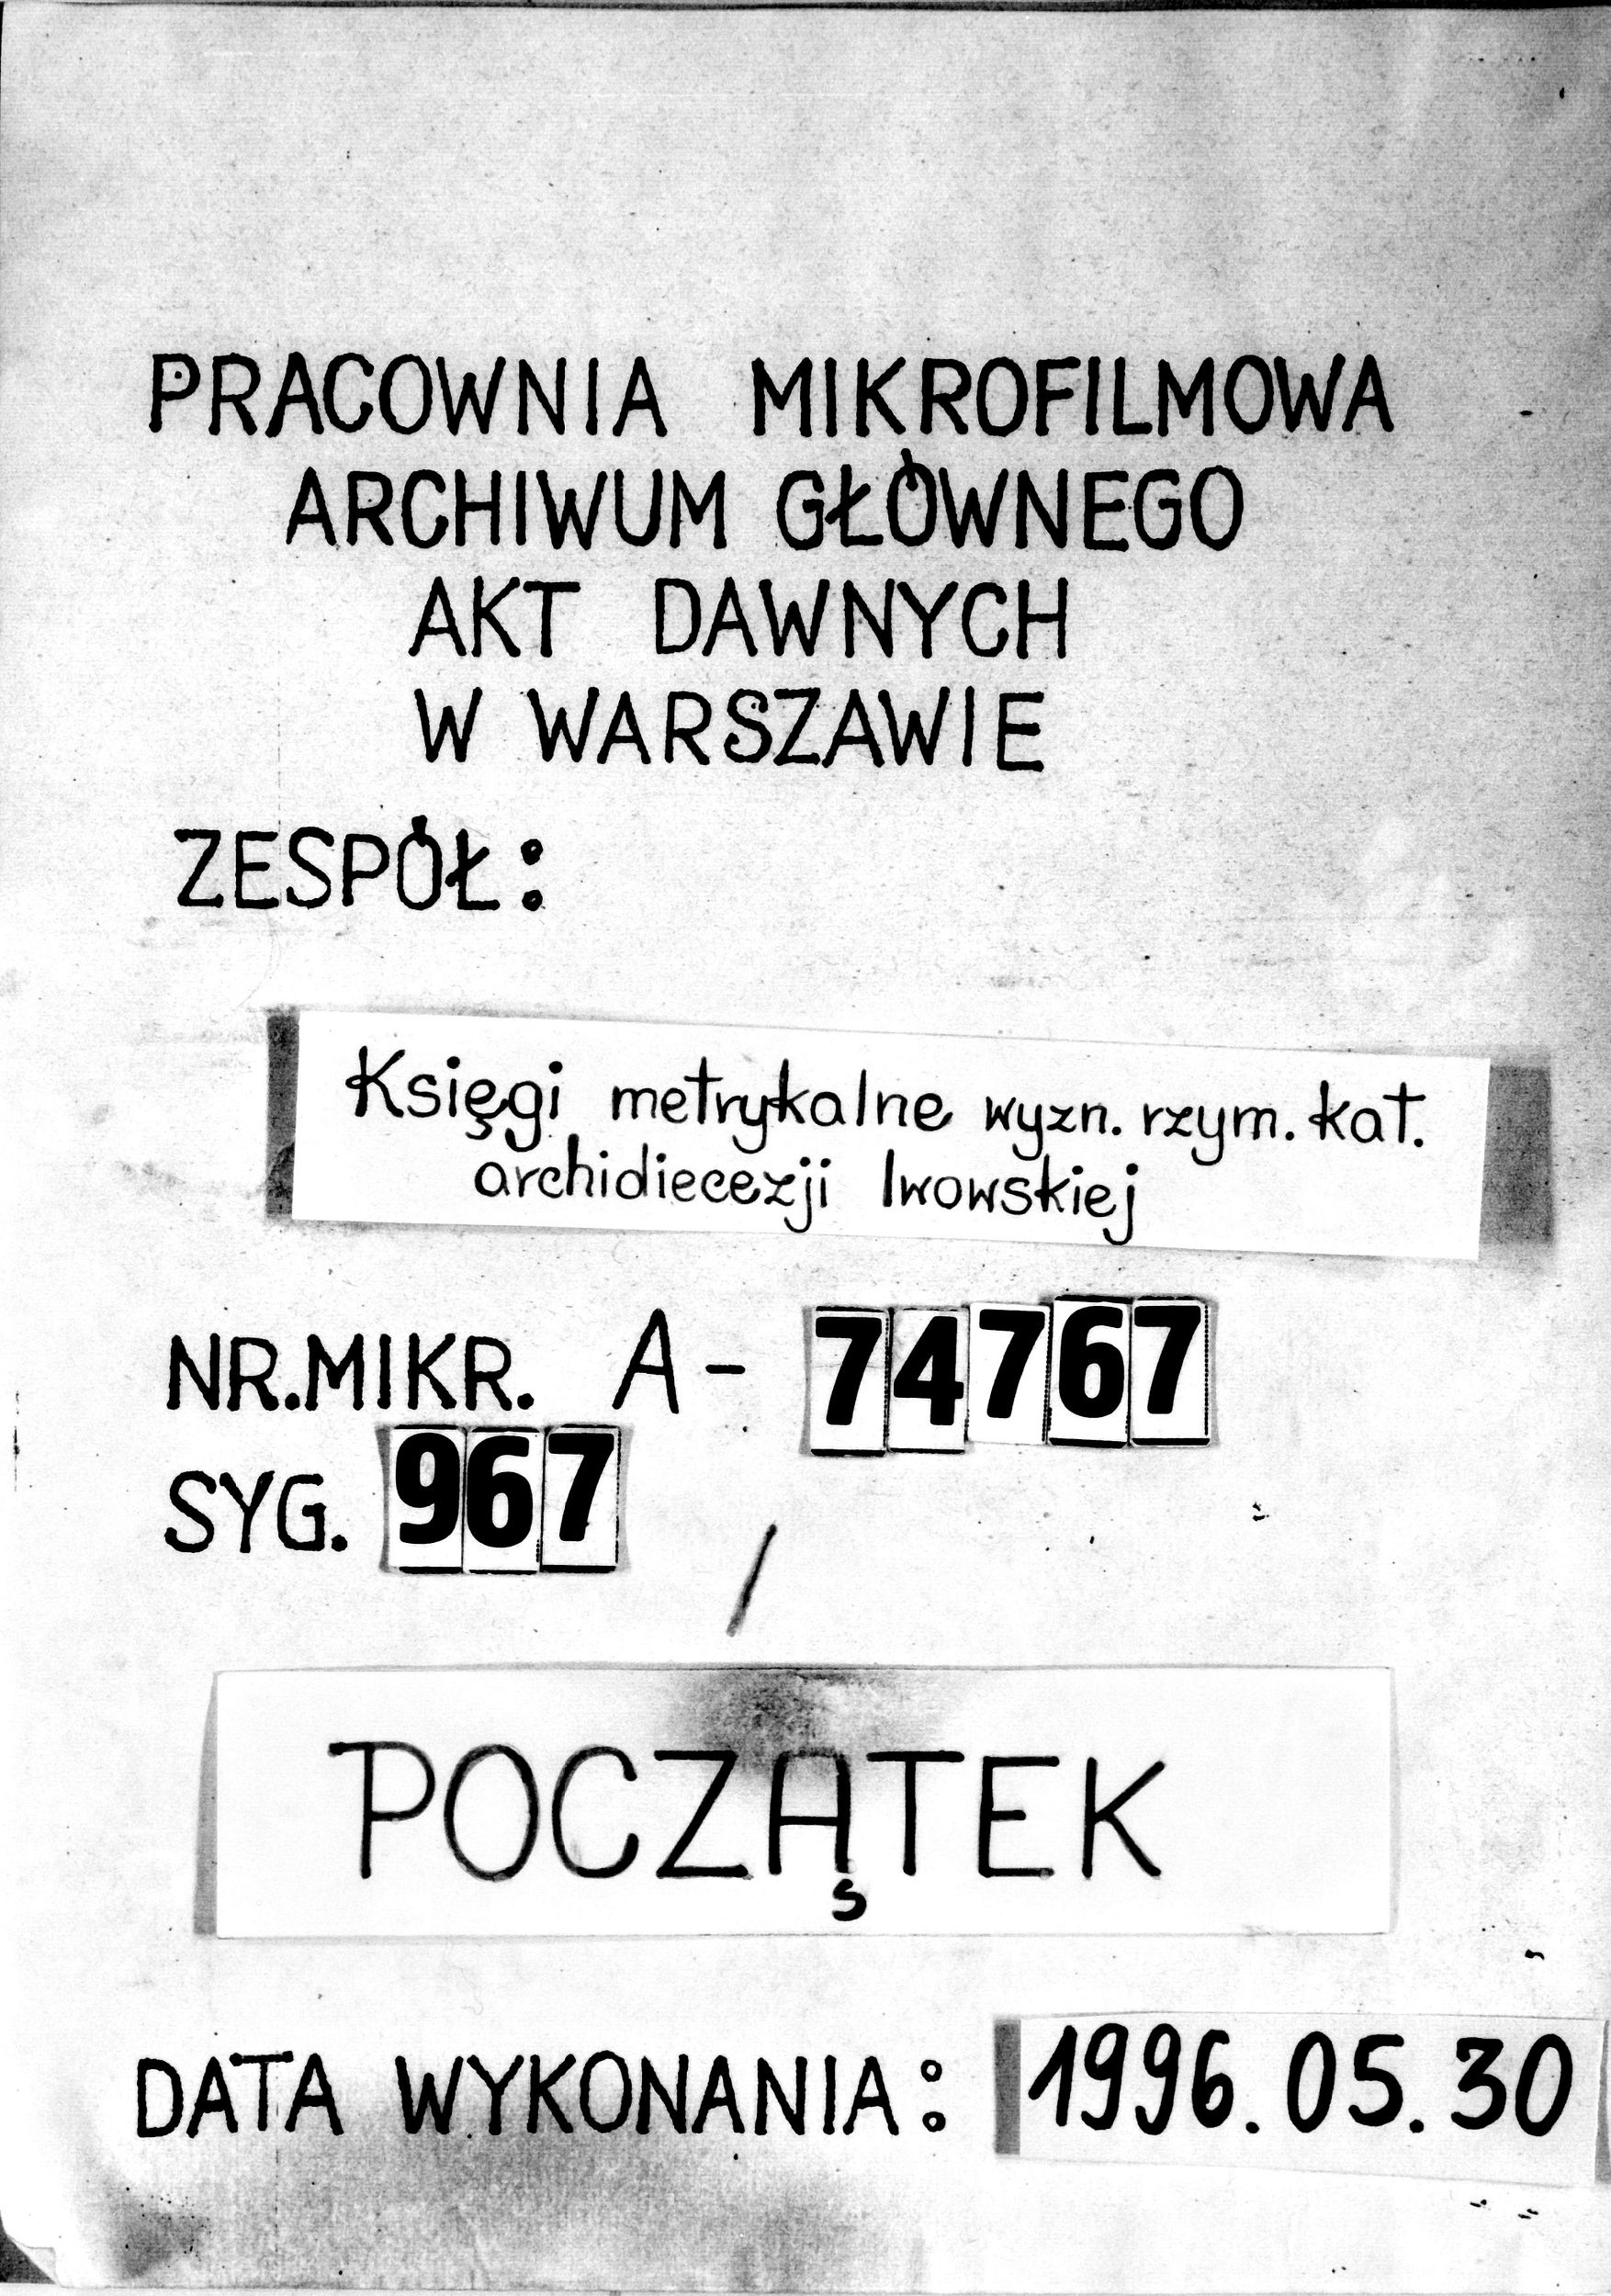 PRACOWNIA MIKROFILMOWA
ARCHIWUM GŁÓWNEGO
AKT DAWNYCH
W WARSZAWIE
ZESPÓŁ:
Księgi metrykalne wyzn. rzym. kat.
archidiecezji lwowskiej
NR.MIKR. A- 74767
SYG. 967
/
POCZĄTEK
DATA WYKONANIA: 1996.05.30